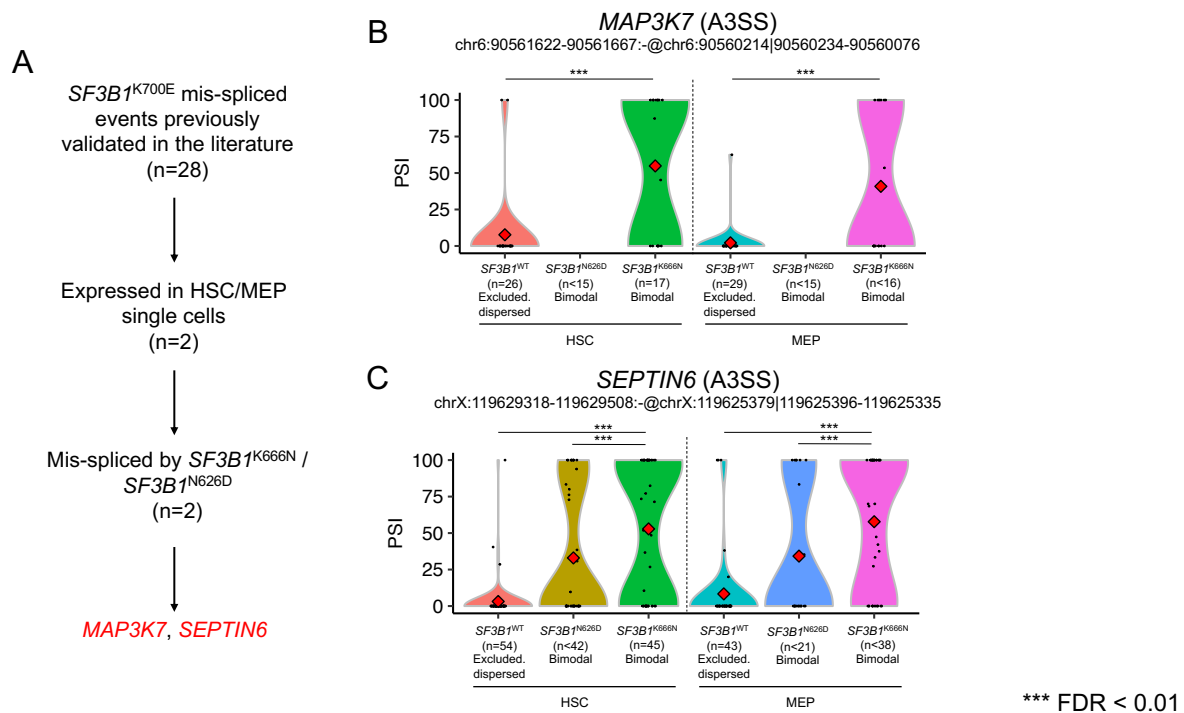 A
SF3B1K700E mis-spliced
events previously
validated in the literature
(n=28)
Expressed in HSC/MEP
single cells
(n=2)
Mis-spliced by SF3B1K666N /
SF3B1N626D
(n=2)
MAP3K7, SEPTIN6
B
MAP3K7 (A3SS)
chr6:90561622-90561667:-@chr6:90560214|90560234-90560076
*** ***
PSI
100
75
50
25
0
SF3B1WT SF3B1N626D SF3B1K666N SF3B1WT SF3B1N626D SF3B1K666N
(n=26) (n<15) (n=17) (n=29) (n<15) (n<16)
Excluded. Bimodal Bimodal Excluded. Bimodal Bimodal
dispersed dispersed
HSC MEP
C
SEPTIN6 (A3SS)
chrX:119629318-119629508:-@chrX:119625379|119625396-119625335
*** ***
*** ***
PSI
100
75
50
25
0
SF3B1WT SF3B1N626D SF3B1K666N SF3B1WT SF3B1N626D SF3B1K666N
(n=54) (n<42) (n=45) (n=43) (n<21) (n<38)
Excluded. Bimodal Bimodal Excluded. Bimodal Bimodal
dispersed dispersed
HSC MEP
*** FDR < 0.01